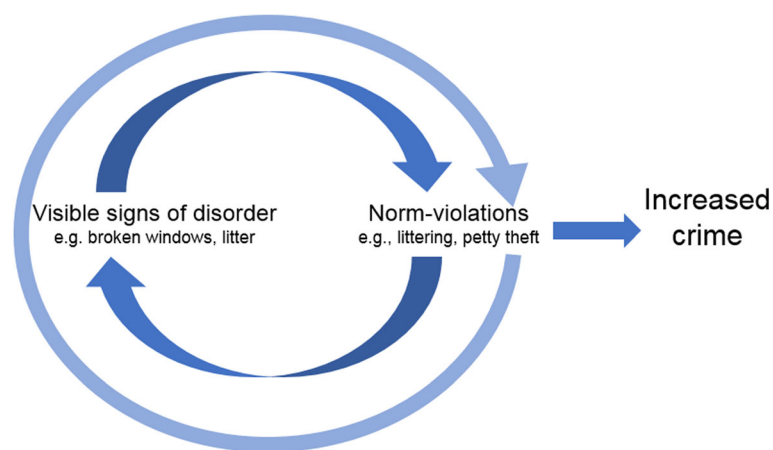 Visible signs of disorder
e.g. broken windows, litter
Norm-violations
e.g., littering, petty theft
Increased
crime